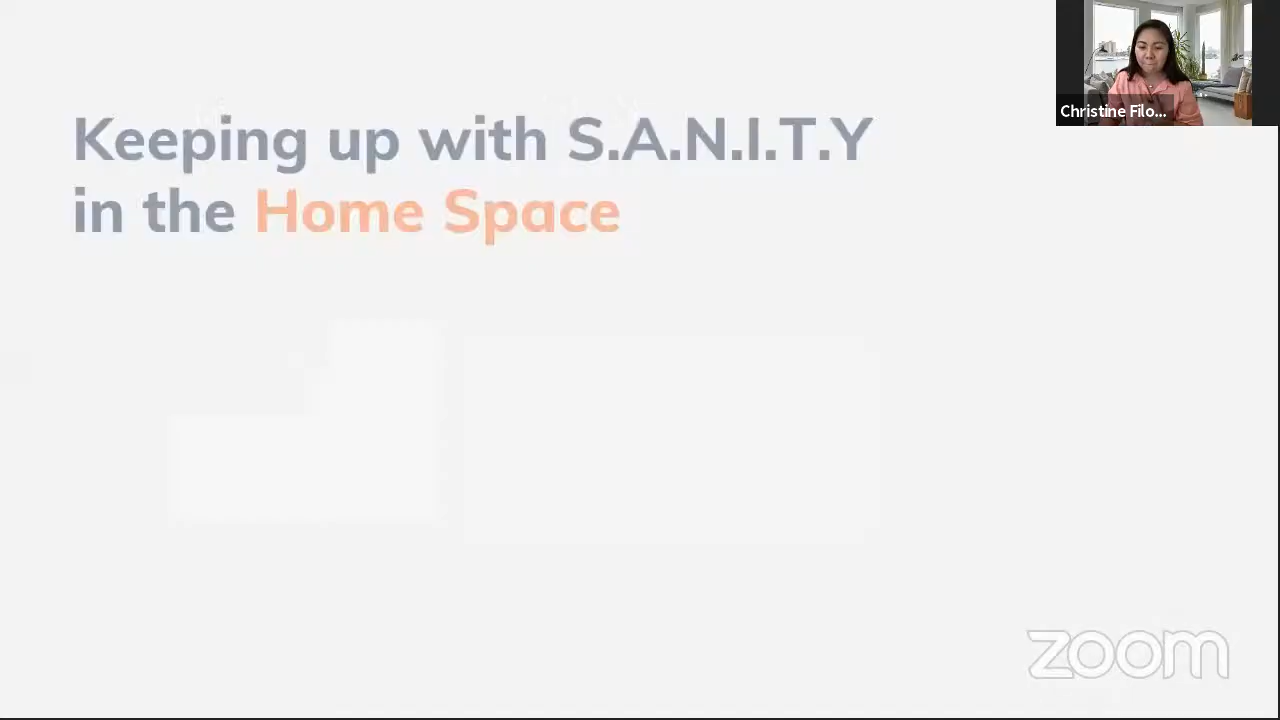 Keeping up with S.A.N.I.T.Y
in the Home Space
Christine Filo...
zoom